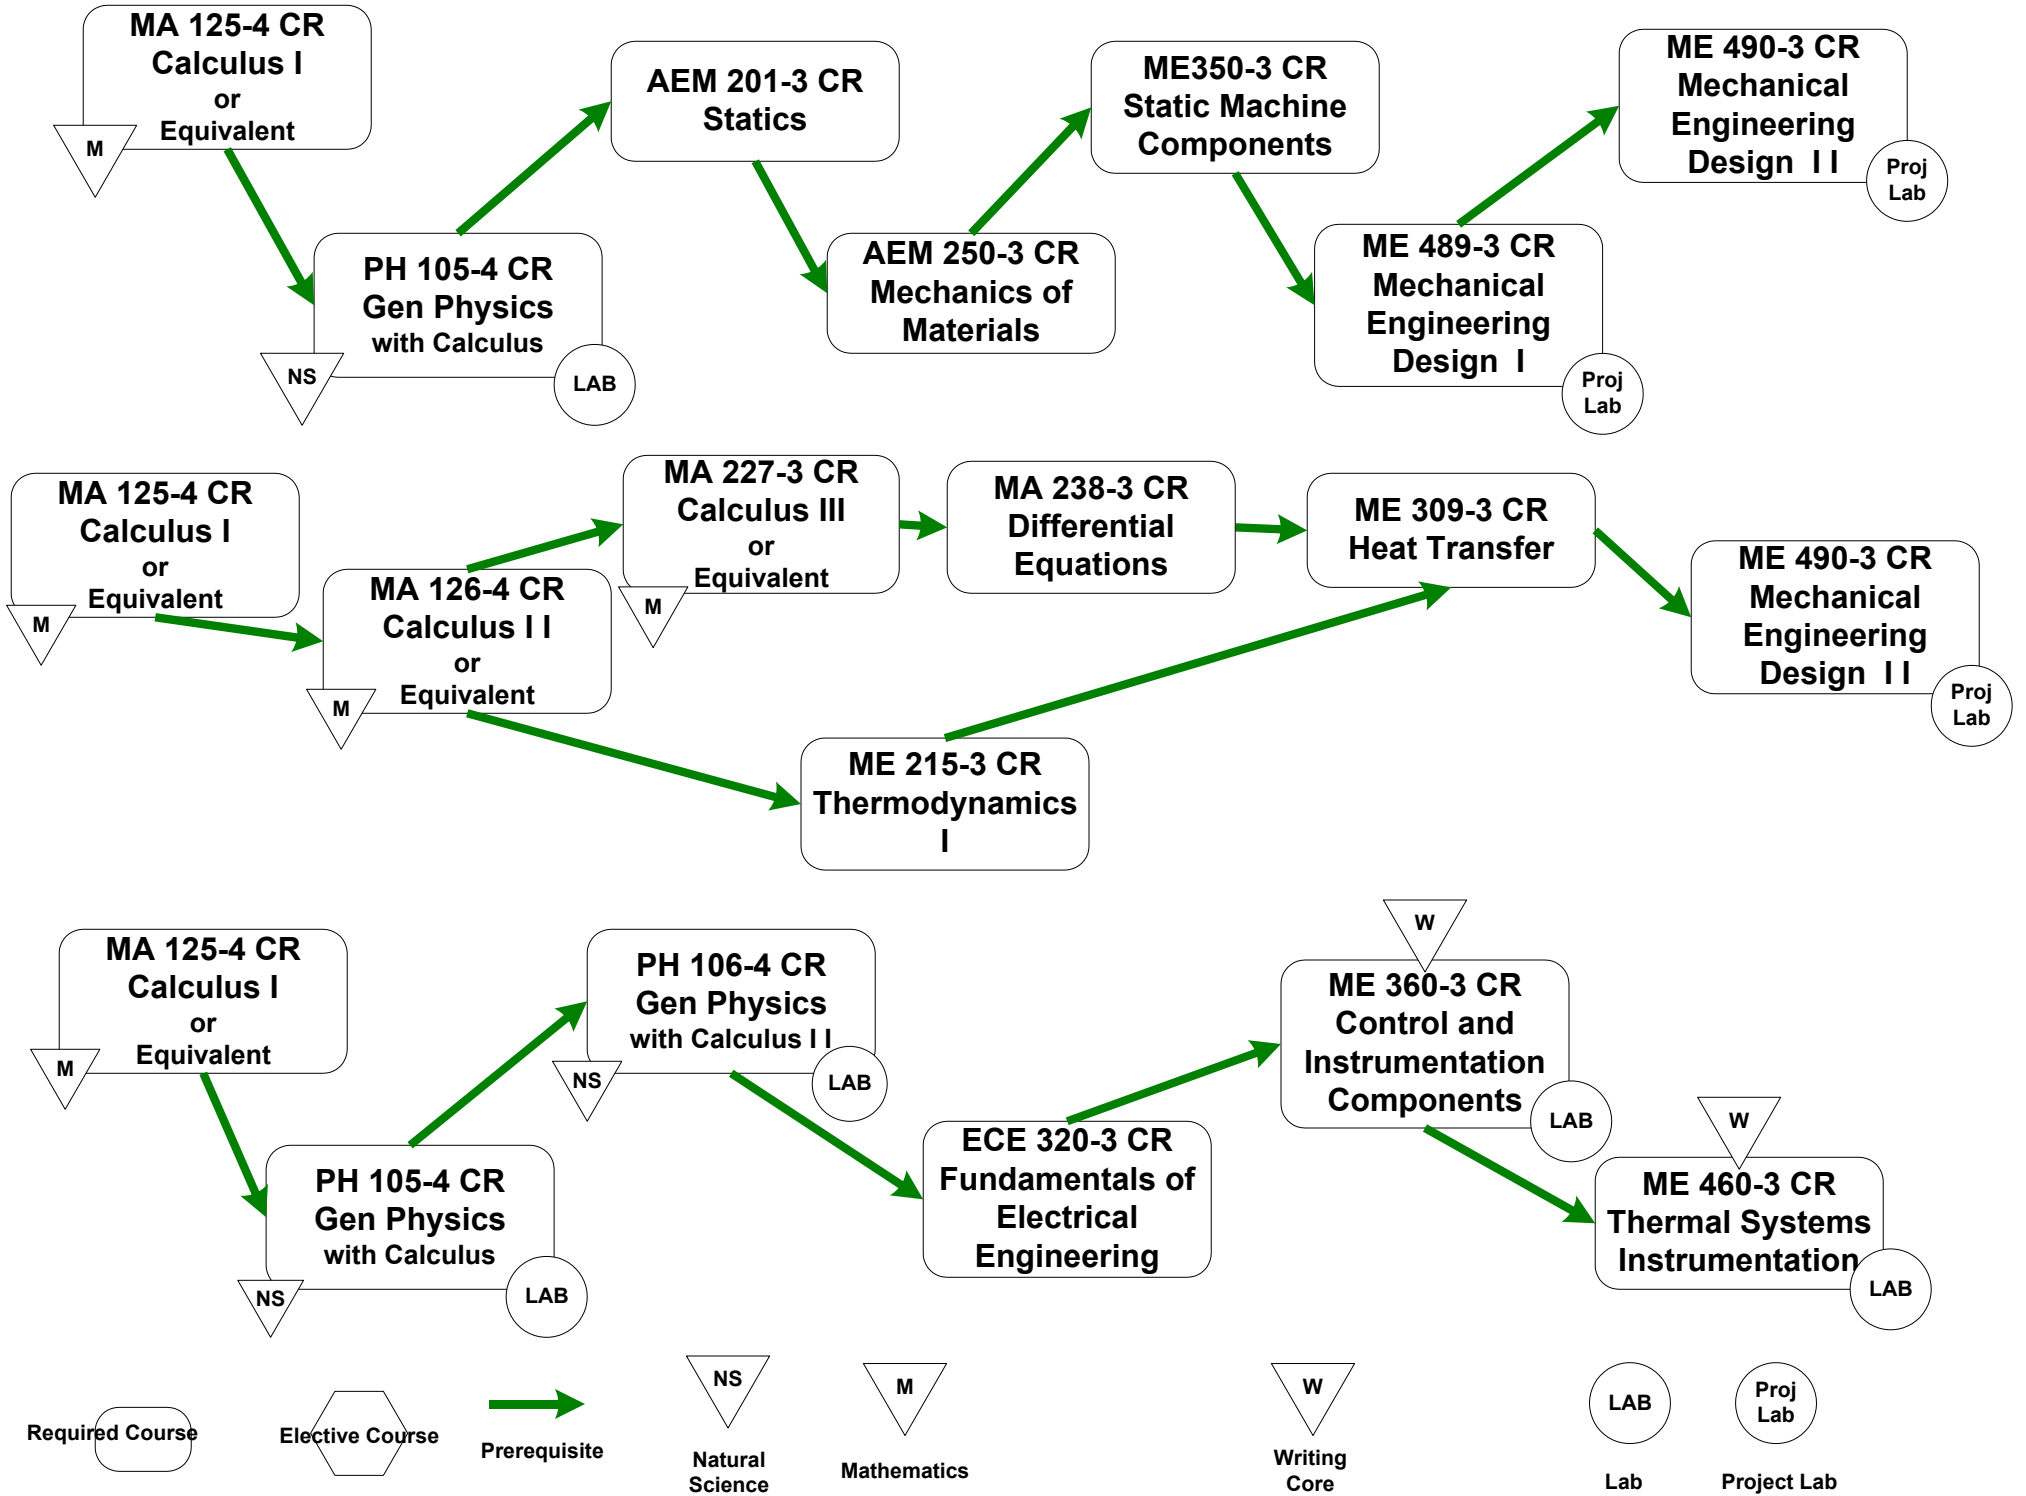 MA 125-4 CR
Calculus I
or
Equivalent
M
PH 105-4 CR
Gen Physics
with Calculus
NS
LAB
AEM 201-3 CR
Statics
AEM 250-3 CR
Mechanics of
Materials
ME350-3 CR
Static Machine
Components
ME 489-3 CR
Mechanical
Engineering
Design I
Proj
Lab
ME 490-3 CR
Mechanical
Engineering
Design I I
Proj
Lab
MA 125-4 CR
Calculus I
or
Equivalent
M
MA 126-4 CR
Calculus I I
or
Equivalent
M
MA 227-3 CR
Calculus III
or
Equivalent
M
MA 238-3 CR
Differential
Equations
ME 215-3 CR
Thermodynamics
I
ME 309-3 CR
Heat Transfer
ME 490-3 CR
Mechanical
Engineering
Design I I
Proj
Lab
MA 125-4 CR
Calculus I
or
Equivalent
M
PH 105-4 CR
Gen Physics
with Calculus
NS
LAB
PH 106-4 CR
Gen Physics
with Calculus I I
NS
LAB
ECE 320-3 CR
Fundamentals of
Electrical
Engineering
W
ME 360-3 CR
Control and
Instrumentation
Components
LAB
W
ME 460-3 CR
Thermal Systems
Instrumentation
LAB
Required Course
Elective Course
Prerequisite
NS
Natural
Science
M
Mathematics
W
Writing
Core
LAB
Lab
Proj
Lab
Project Lab